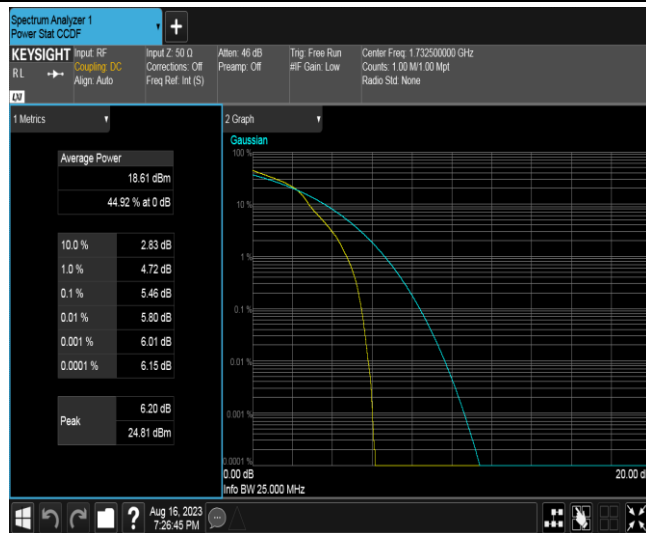 Spectrum Analyzer 1
Power Stat CCDF
+
KEYSIGHT
RL
LXI
Input: RF
Coupling: DC
Align: Auto
Input Z: 50 Ω
Corrections: Off
Freq Ref: Int (S)
Atten: 46 dB
Preamp: Off
Trig: Free Run
#IF Gain: Low
Center Freq: 1.732500000 GHz
Counts: 1.00 M/1.00 Mpt
Radio Std: None
1 Metrics
Average Power
18.61 dBm
44.92 % at 0 dB
10.0 % 2.83 dB
1.0 % 4.72 dB
0.1 % 5.46 dB
0.01 % 5.80 dB
0.001 % 6.01 dB
0.0001 % 6.15 dB
Peak
6.20 dB
24.81 dBm
2 Graph
Gaussian
100 %
10 %
1 %
0.1 %
0.01 %
0.001 %
0.0001 %
0.00 dB
20.00 d
Info BW 25.000 MHz
?
Aug 16, 2023
7:26:45 PM